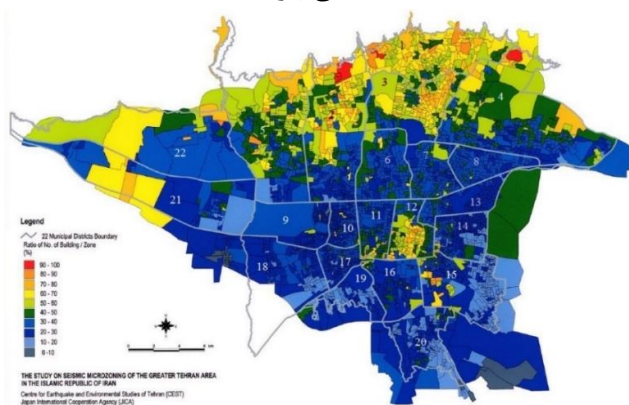 3
4
5
22
6
8
21
9
10
11
12
13
14
18
17
19
16
15
20
Legend
22 Municipal Districts Boundary
Ratio of No. of Building / Zone
(%)
90 - 100
80 - 90
70 - 80
60 - 70
50 - 60
40 - 50
30 - 40
20 - 30
10 - 20
0 -10
THE STUDY ON SEISMIC MICROZONING OF THE GREATER TEHRAN AREA
IN THE ISLAMIC REPUBLIC OF IRAN
Centre for Earthquake and Environmental Studies of Tehran (CEST)
Japan International Cooperation Agency (JICA)